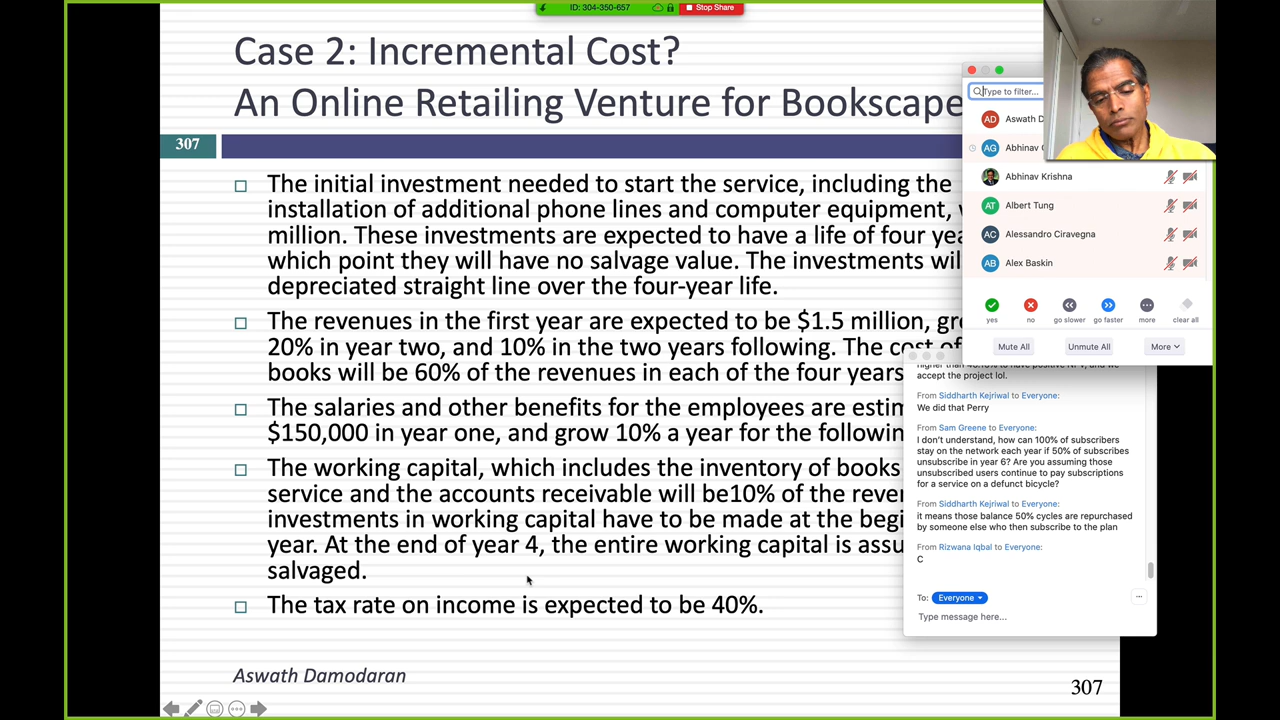 ID: 304-350-657
Stop Share
Case 2: Incremental Cost?
An Online Retailing Venture for Bookscape
307
The initial investment needed to start the service, including the
installation of additional phone lines and computer equipment,
million. These investments are expected to have a life of four
which point they will have no salvage value. The investments
depreciated straight line over the four-year life.
The revenues in the first year are expected to be $1.5 million,
20% in year two, and 10% in the two years following. The cost of
books will be 60% of the revenues in each of the four years
The salaries and other benefits for the employees are
$150,000 in year one, and grow 10% a year for the
The working capital, which includes the inventory of books
service and the accounts receivable will be10% of the
investments in working capital have to be made at the
year. At the end of year 4, the entire working capital is
salvaged.
The tax rate on income is expected to be 40%.
Aswath Damodaran
307
Type to filter...
AD Aswath D
AG Abhinav
Abhinav Krishna
AT Albert Tung
AC Alessandro Ciravegna
AB Alex Baskin
yes no go slower go faster more clear all
Mute All Unmute All More
accept the project lol.
From Siddharth Kejriwal to Everyone:
We did that Perry
From Sam Greene to Everyone:
I don't understand, how can 100% of subscribers
stay on the network each year if 50% of subscribes
unsubscribe in year 6? Are you assuming those
unsubscribed users continue to pay subscriptions
for a service on a defunct bicycle?
From Siddharth Kejriwal to Everyone:
it means those balance 50% cycles are repurchased
by someone else who then subscribe to the plan
From Rizwana Iqbal to Everyone:
C
To: Everyone
Type message here...